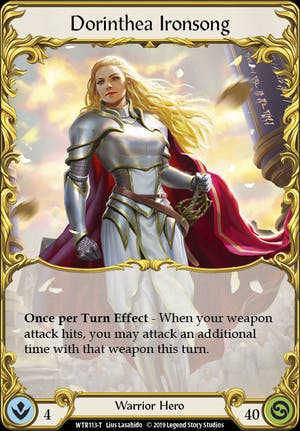 Dorinthea Ironsong
Once per Turn Effect - When your weapon
attack hits, you may attack an additional
time with that weapon this turn.
4
Warrior Hero
40
WTR113-T Lius Lasahido © 2019 Legend Story Studios